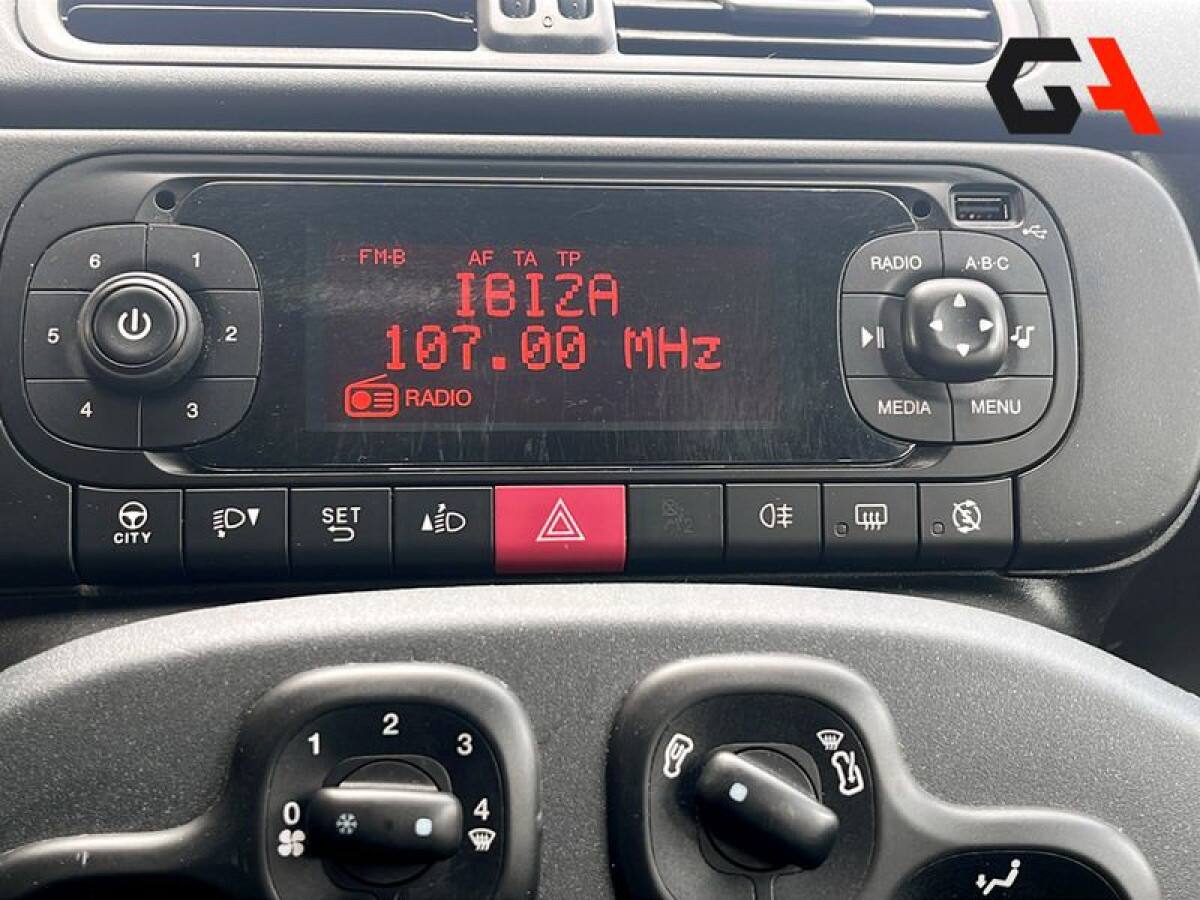 GA
FM-B AF TA TP
IBIZA
107.00 MHz
RADIO
6 1
5 2
4 3
RADIO A·B·C
MEDIA MENU
CITY
SET
0 1 2 3 4